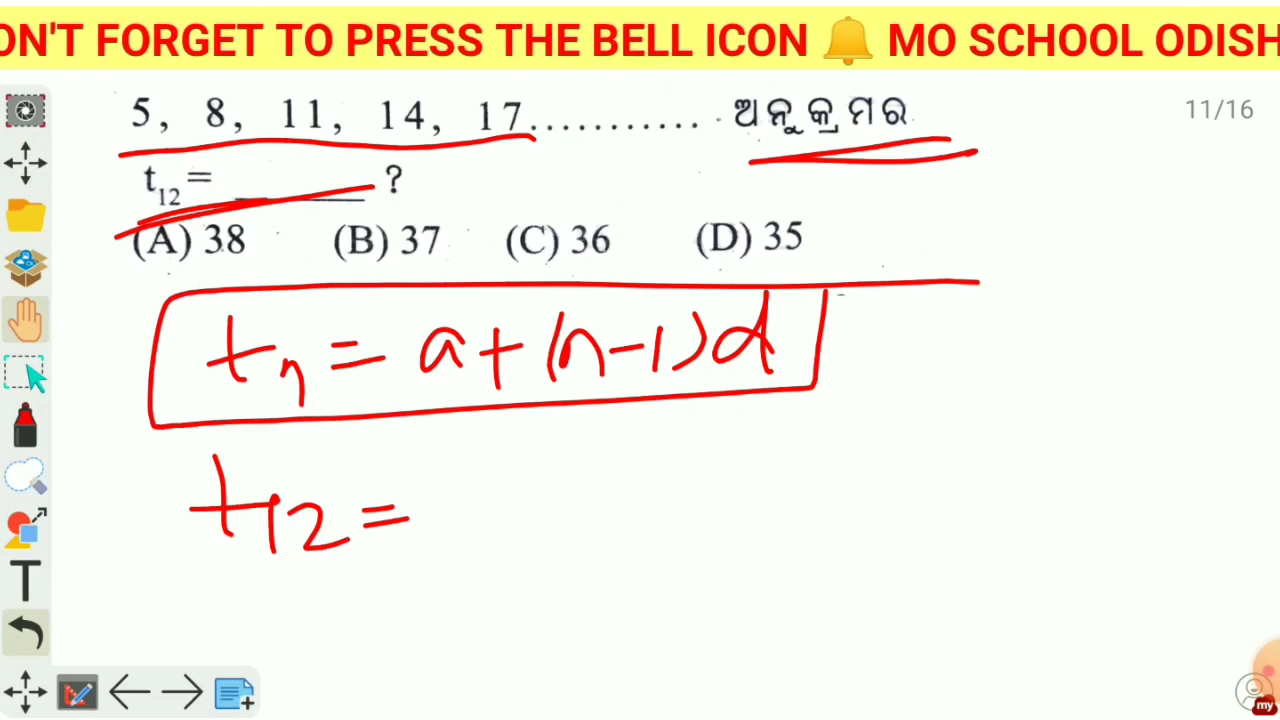 ON'T FORGET TO PRESS THE BELL ICON 🔔 MO SCHOOL ODISH
5, 8, 11, 14, 17........... ଅନୁକ୍ରମର
11/16
t₁₂ = ______ ?
(A) 38 (B) 37 (C) 36 (D) 35
tₙ = a + (n-1)d
t₁₂ =
T
my